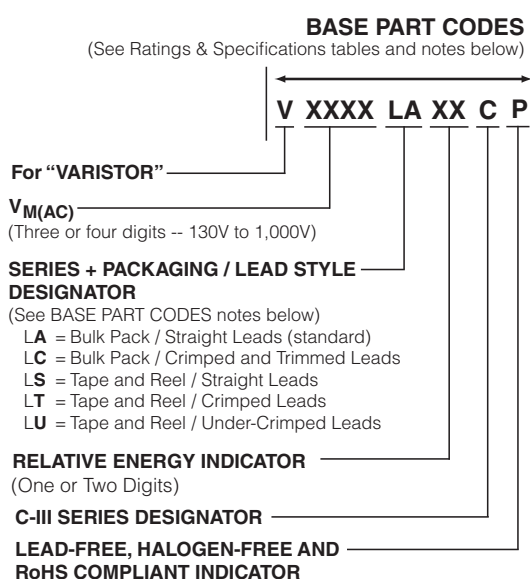 BASE PART CODES
(See Ratings & Specifications tables and notes below)
V XXXX LA XX C P
For “VARISTOR”
VM(AC)
(Three or four digits -- 130V to 1,000V)
SERIES + PACKAGING / LEAD STYLE
DESIGNATOR
(See BASE PART CODES notes below)
LA = Bulk Pack / Straight Leads (standard)
LC = Bulk Pack / Crimped and Trimmed Leads
LS = Tape and Reel / Straight Leads
LT = Tape and Reel / Crimped Leads
LU = Tape and Reel / Under-Crimped Leads
RELATIVE ENERGY INDICATOR
(One or Two Digits)
C-III SERIES DESIGNATOR
LEAD-FREE, HALOGEN-FREE AND
RoHS COMPLIANT INDICATOR